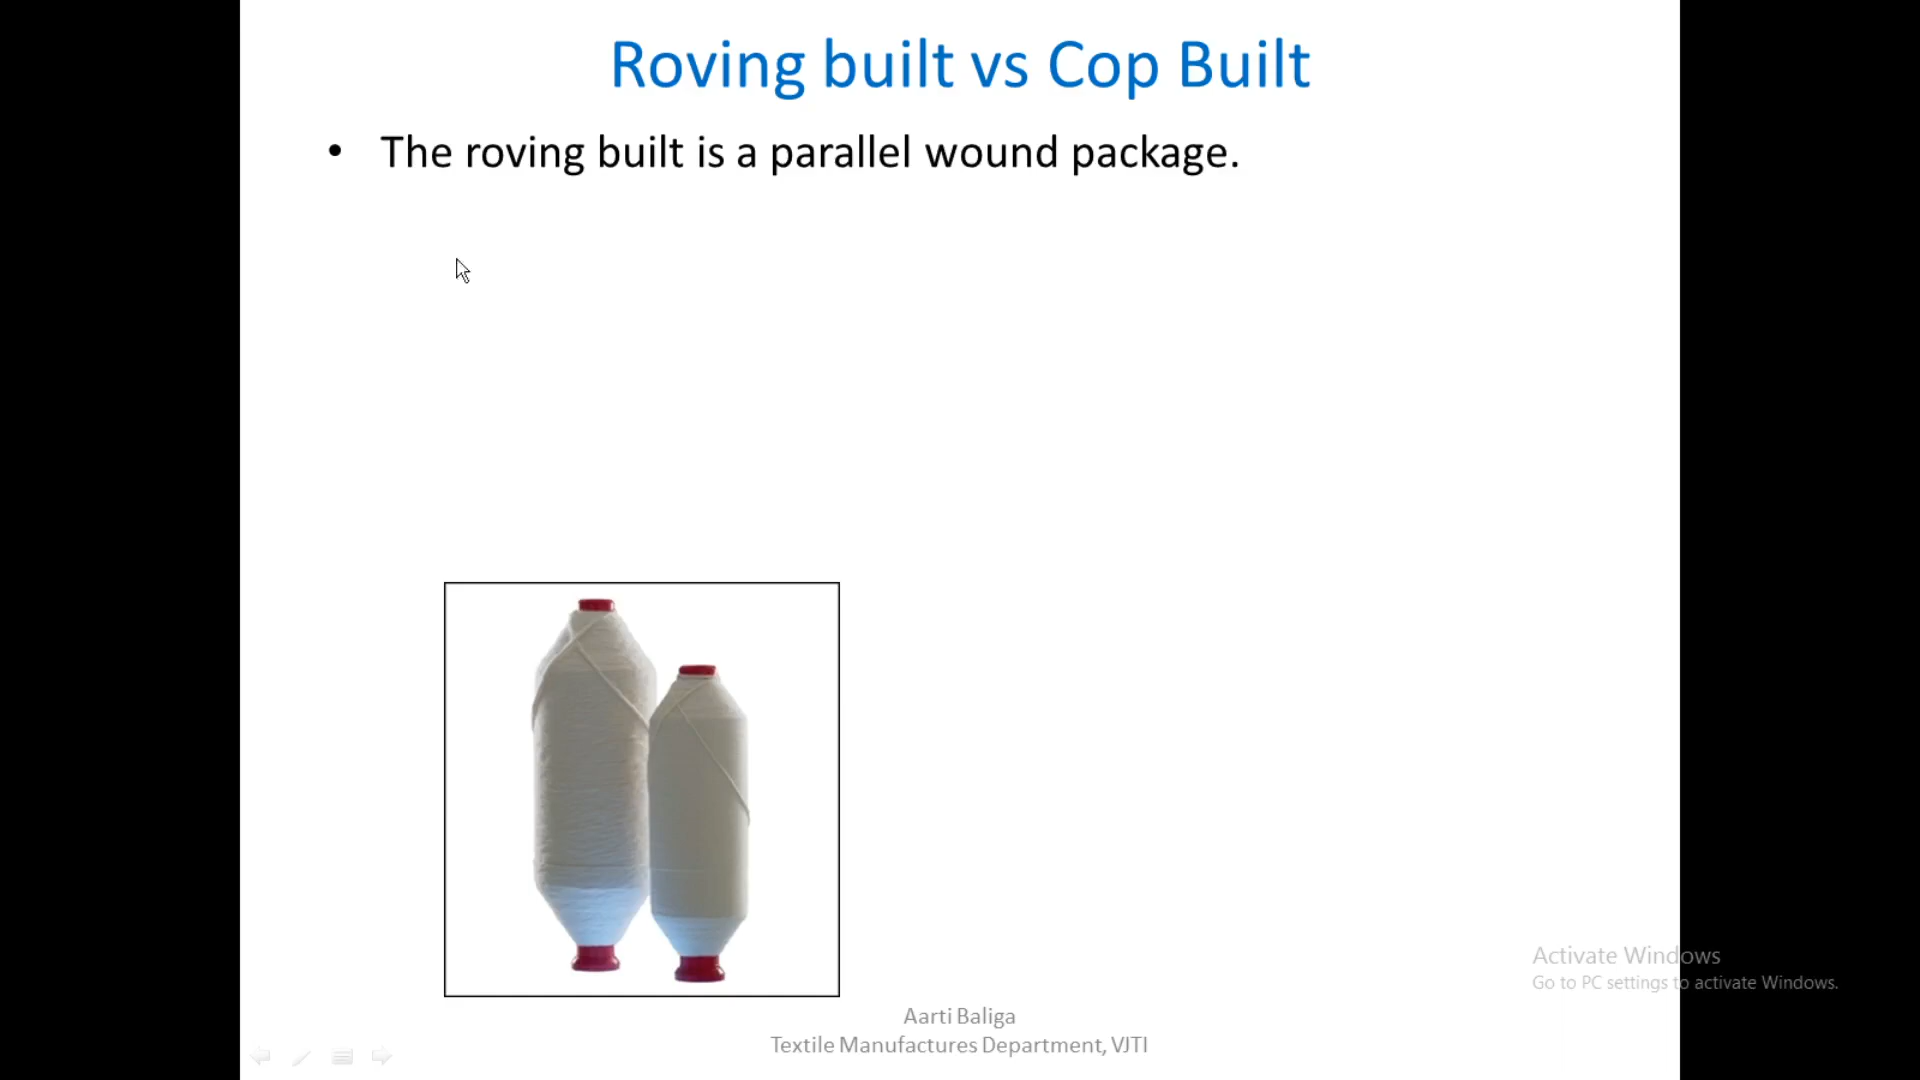 Roving built vs Cop Built
• The roving built is a parallel wound package.
Activate Windows
Go to PC settings to activate Windows.
Aarti Baliga
Textile Manufactures Department, VJTI